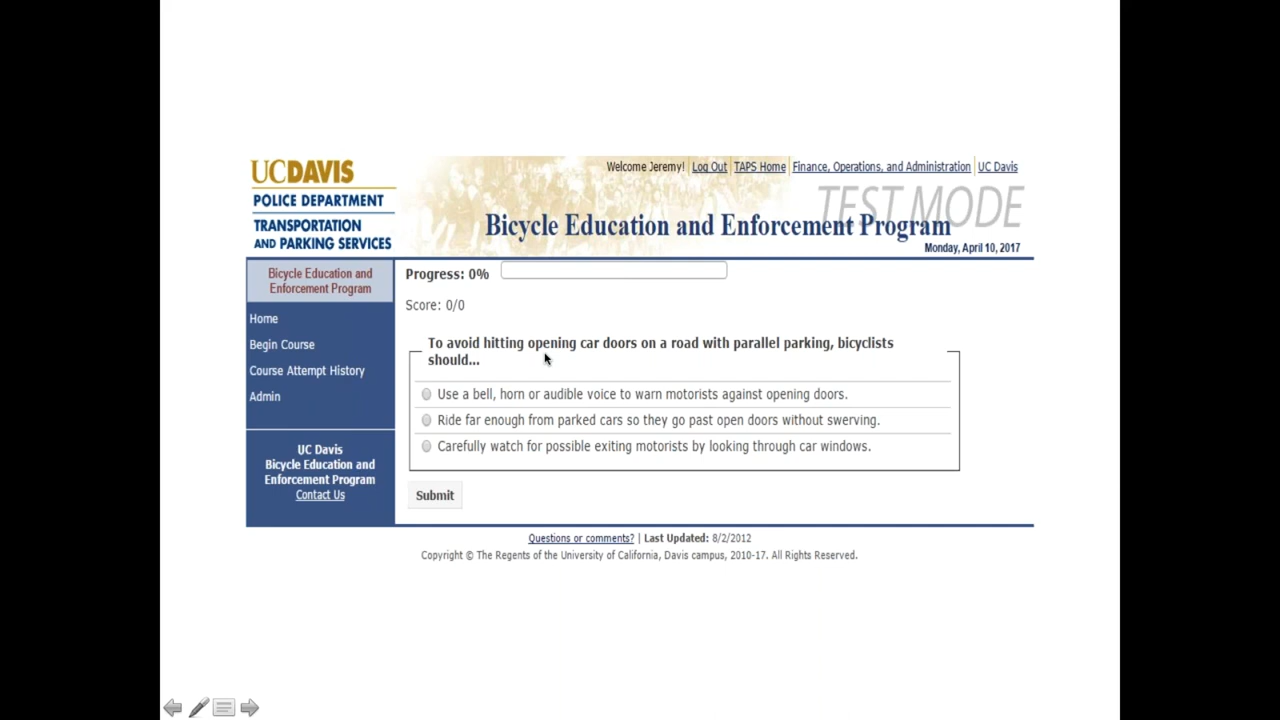 UCDAVIS
POLICE DEPARTMENT
TRANSPORTATION
AND PARKING SERVICES
Welcome Jeremy! Log Out TAPS Home Finance, Operations, and Administration UC Davis
TEST MODE
Bicycle Education and Enforcement Program
Monday, April 10, 2017
Bicycle Education and
Enforcement Program
Home
Begin Course
Course Attempt History
Admin
UC Davis
Bicycle Education and
Enforcement Program
Contact Us
Progress: 0%
Score: 0/0
To avoid hitting opening car doors on a road with parallel parking, bicyclists
should...
Use a bell, horn or audible voice to warn motorists against opening doors.
Ride far enough from parked cars so they go past open doors without swerving.
Carefully watch for possible exiting motorists by looking through car windows.
Submit
Questions or comments? | Last Updated: 8/2/2012
Copyright © The Regents of the University of California, Davis campus, 2010-17. All Rights Reserved.